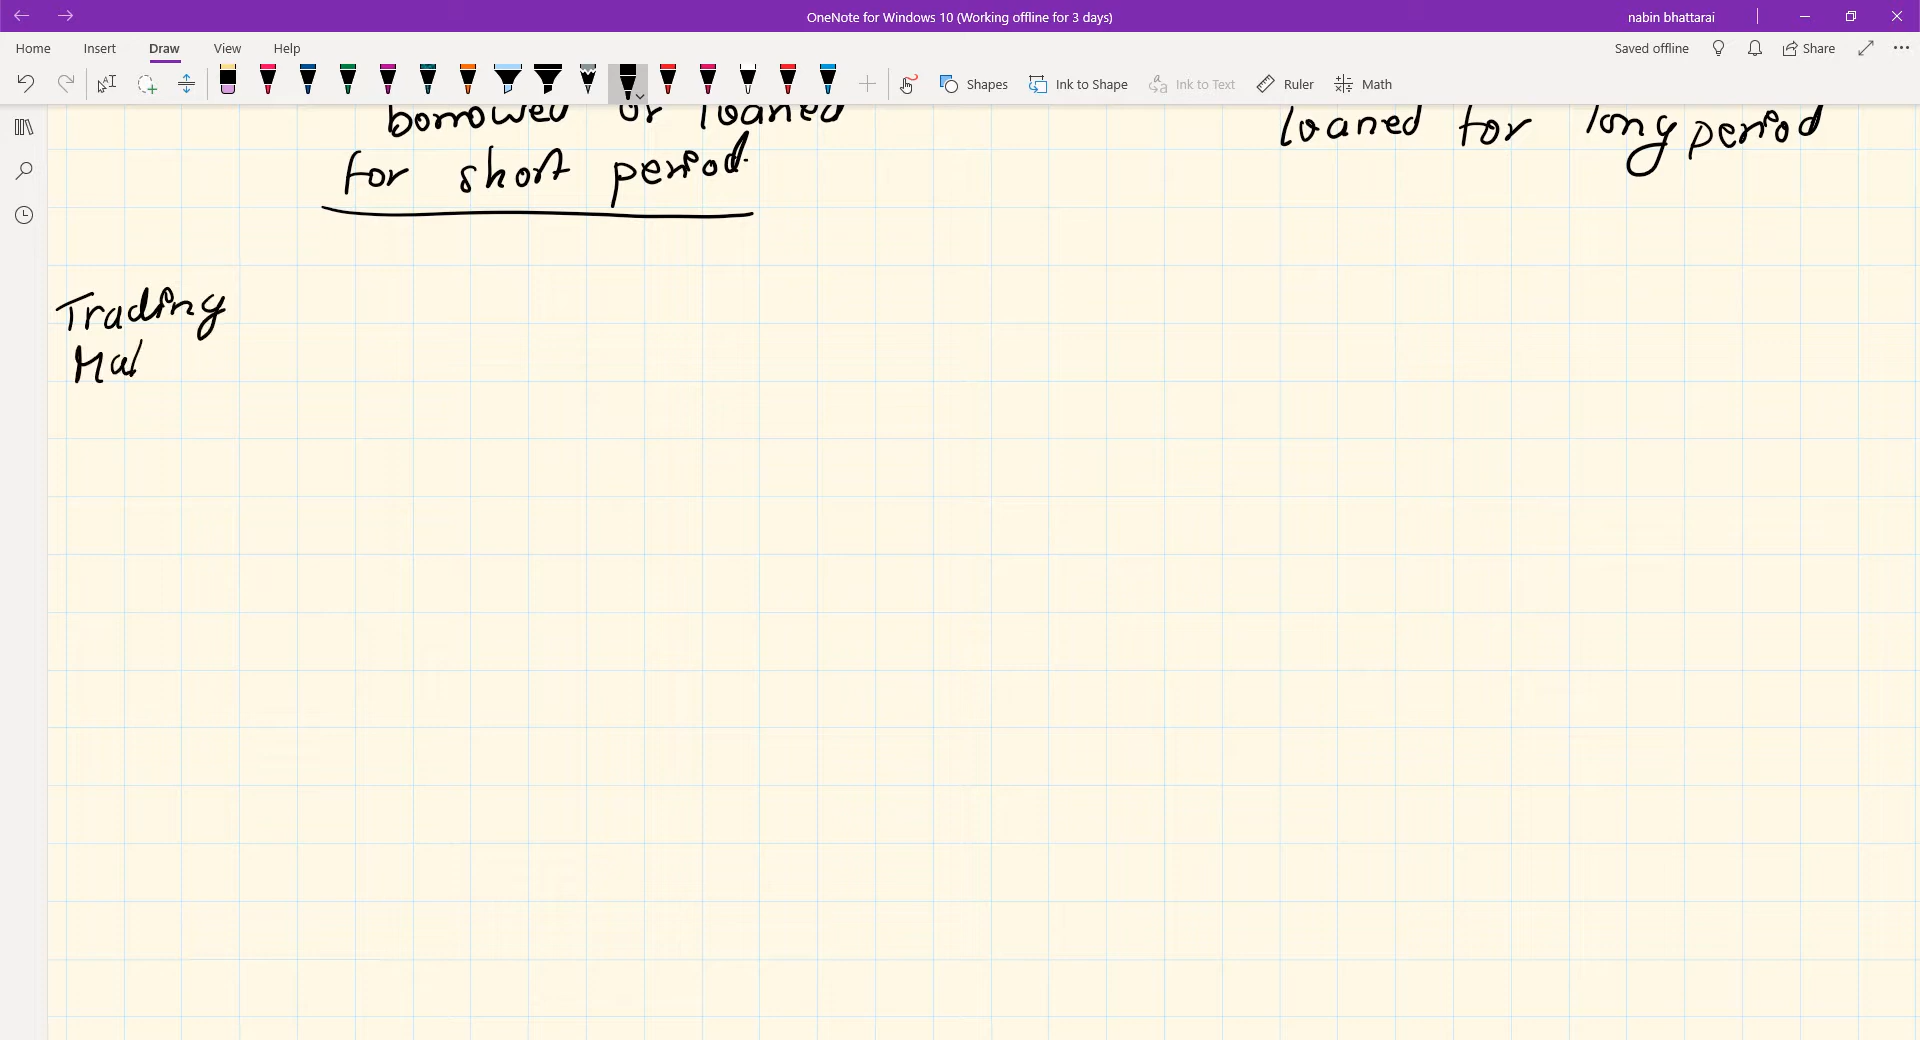 OneNote for Windows 10 (Working offline for 3 days)
nabin bhattarai
Home Insert Draw View Help
Saved offline Share
Shapes Ink to Shape Ink to Text Ruler Math
borrowed or loaned
for short period.
loaned for long period
Trading